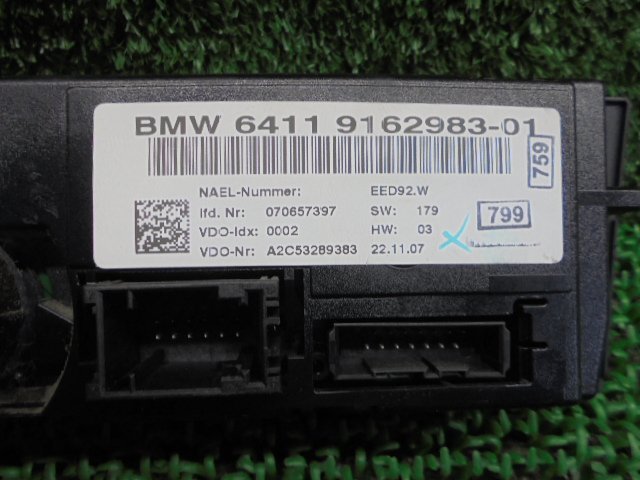 BMW 6411 9162983-01
759
NAEL-Nummer: EED92.W
lfd. Nr: 070657397 SW: 179
799
VDO-Idx: 0002 HW: 03
VDO-Nr: A2C53289383 22.11.07